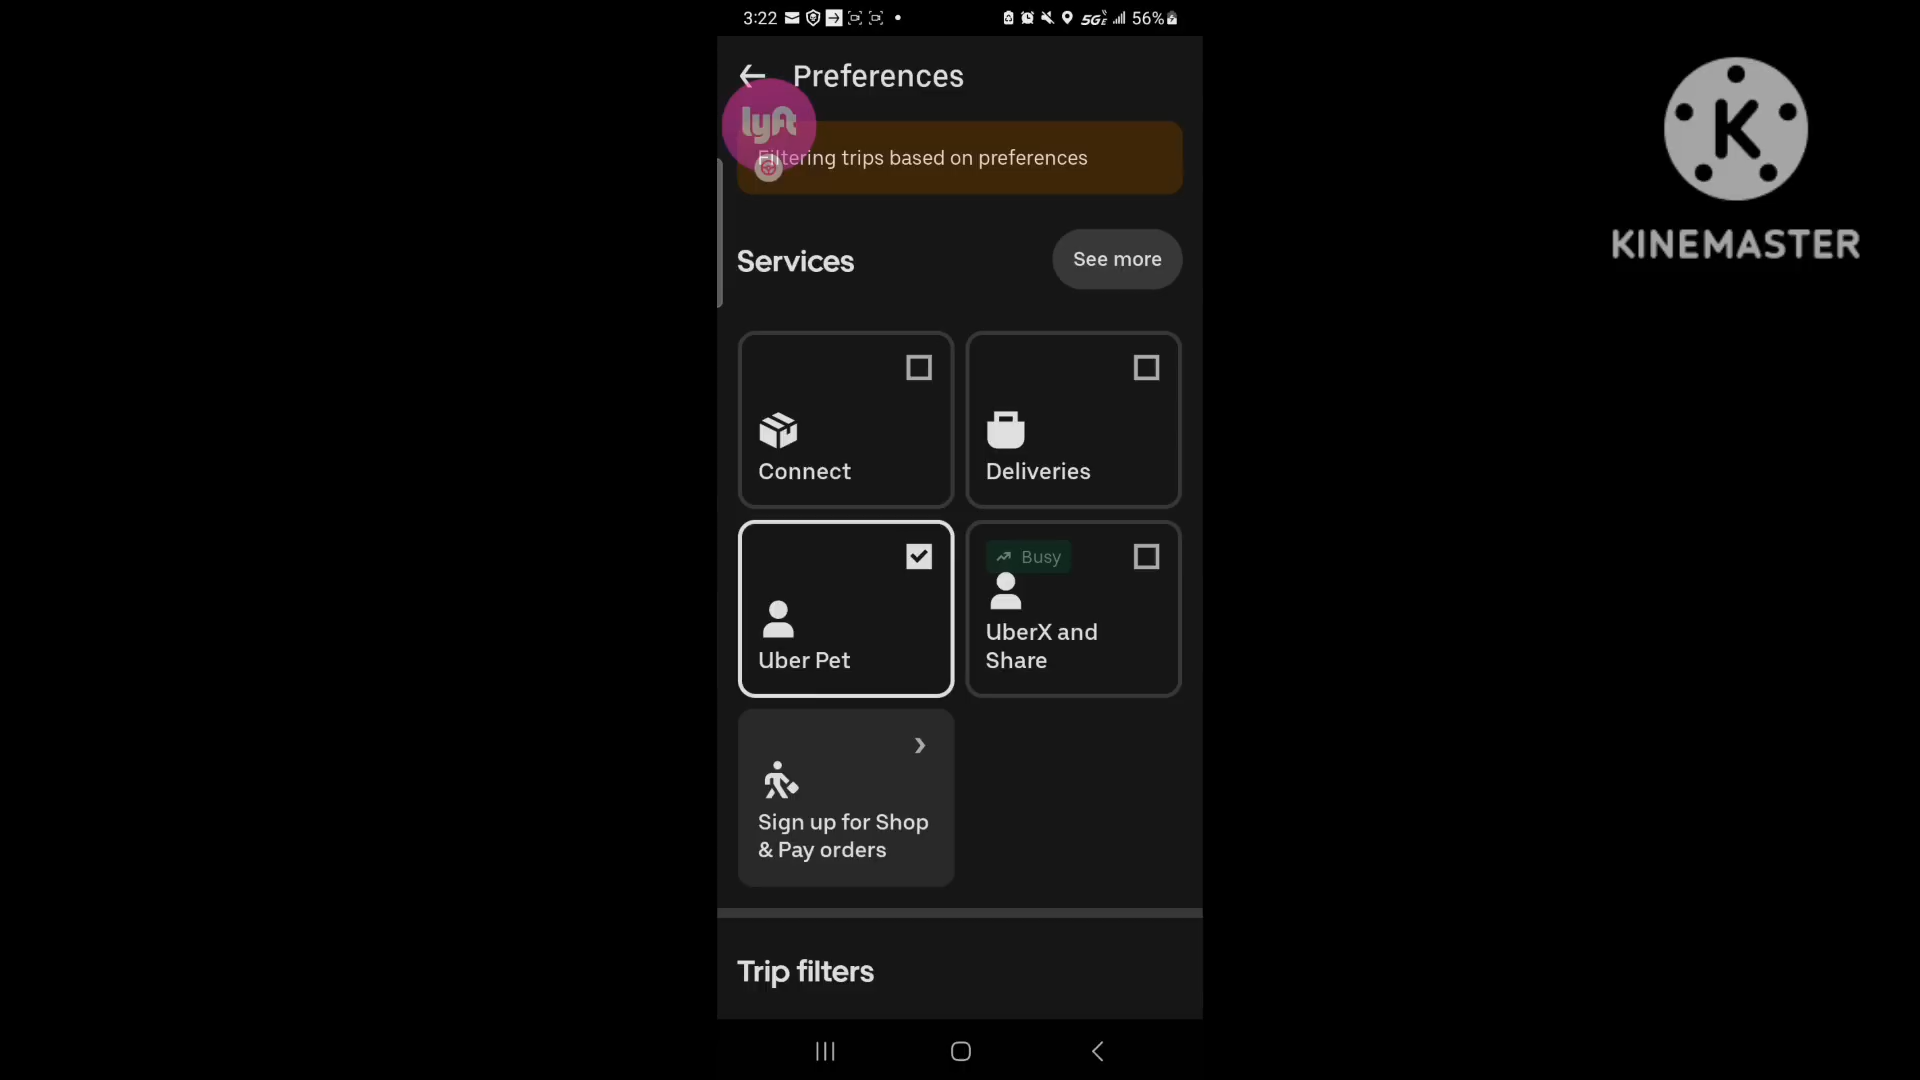 3:22
5GE
56%
Preferences
lyft
Filtering trips based on preferences
Services
See more
Connect
Deliveries
Uber Pet
Busy
UberX and
Share
Sign up for Shop
& Pay orders
Trip filters
K
KINEMASTER